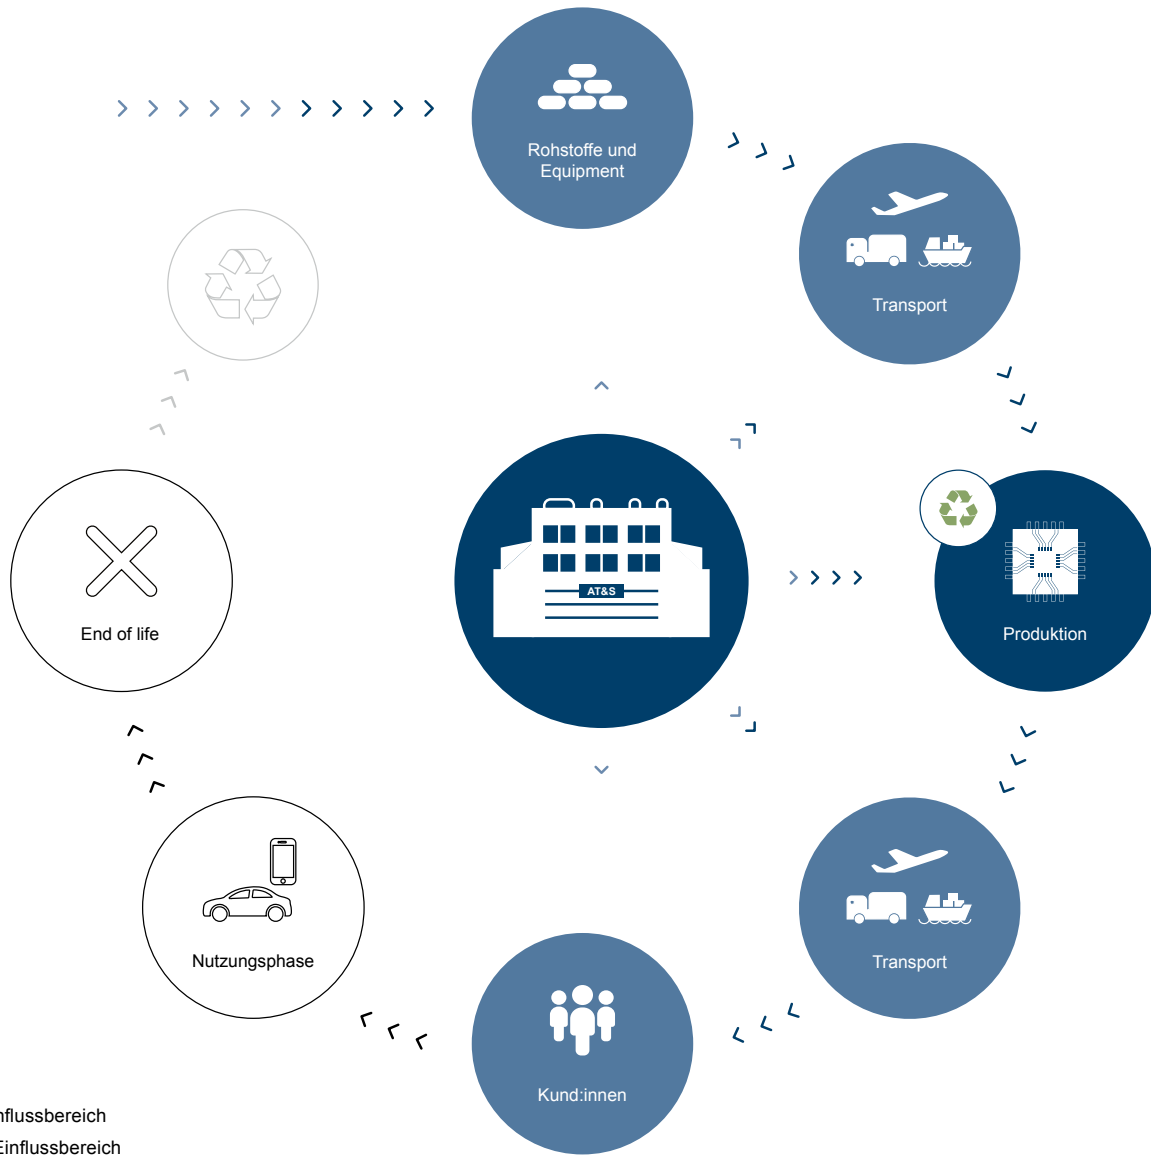 Rohstoffe und
Equipment
Transport
AT&S
End of life
Produktion
Nutzungsphase
Transport
Kund:innen
nflussbereich
Einflussbereich